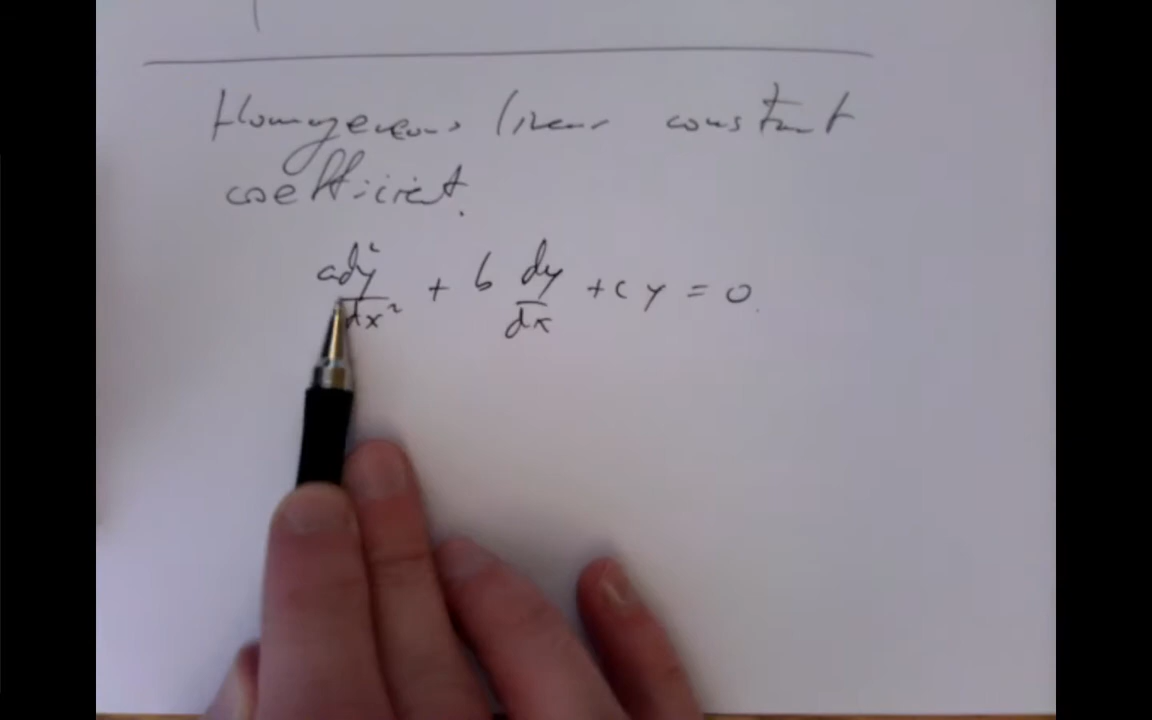 Homogeneous linear constant
coefficient.
a d²y/dx² + b dy/dx + c y = 0.